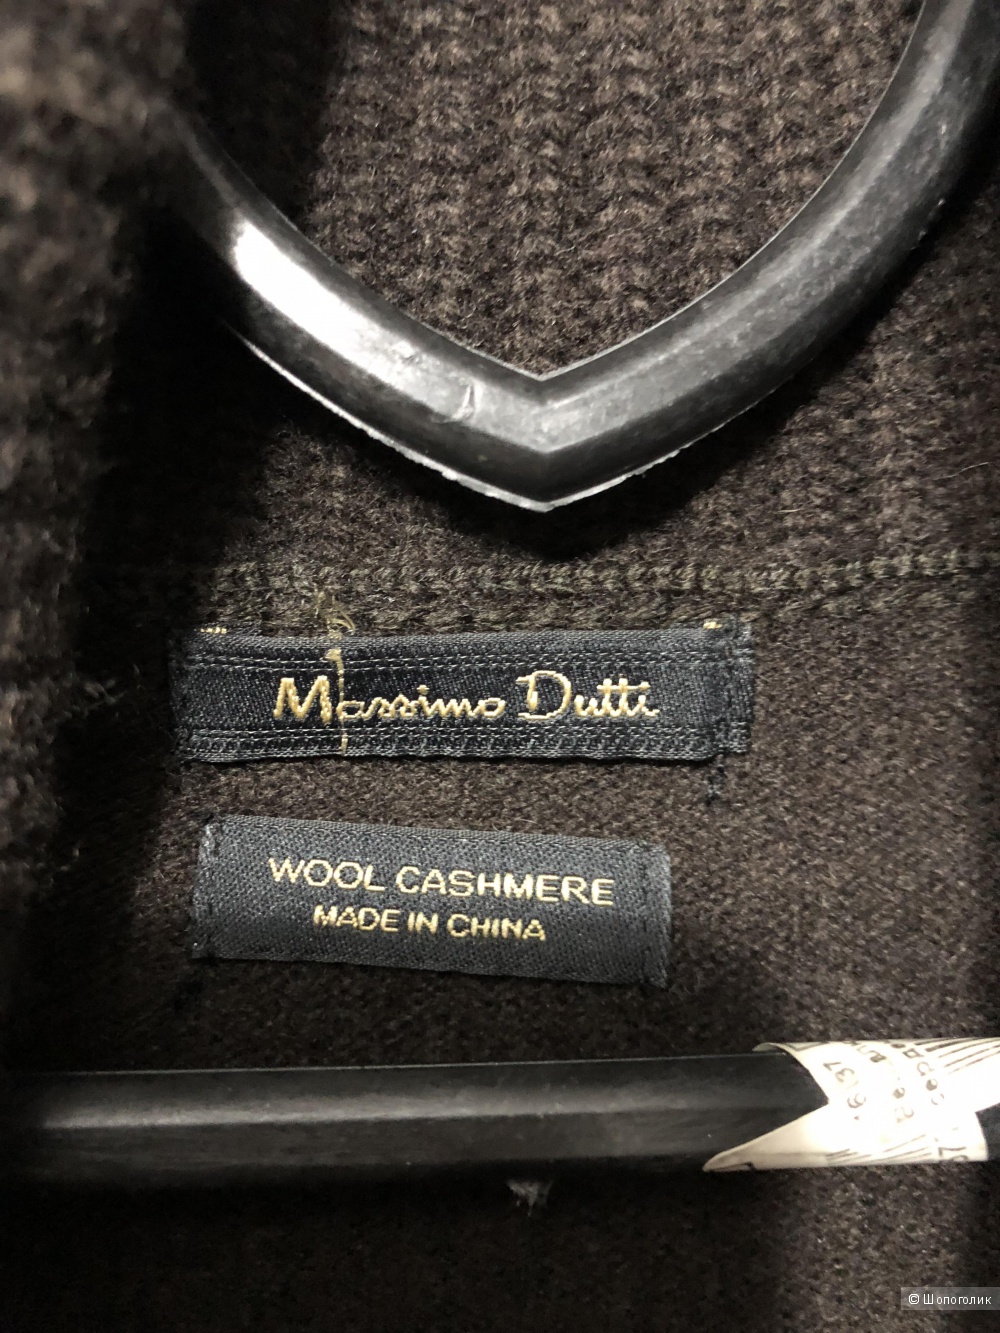 Massimo Dutti
WOOL CASHMERE
MADE IN CHINA
© Шопоголик